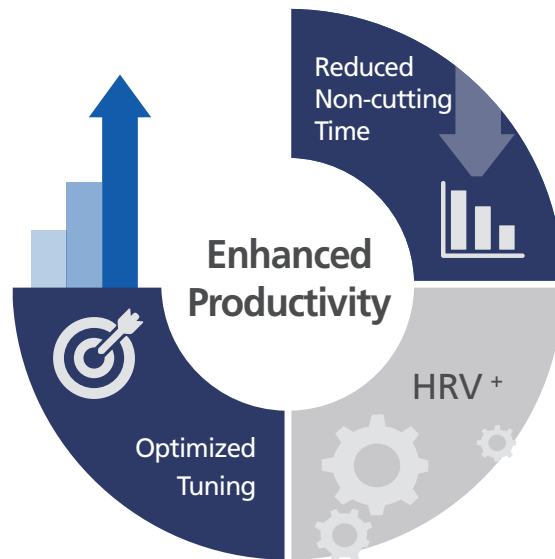 Reduced
Non-cutting
Time
Enhanced
Productivity
HRV +
Optimized
Tuning